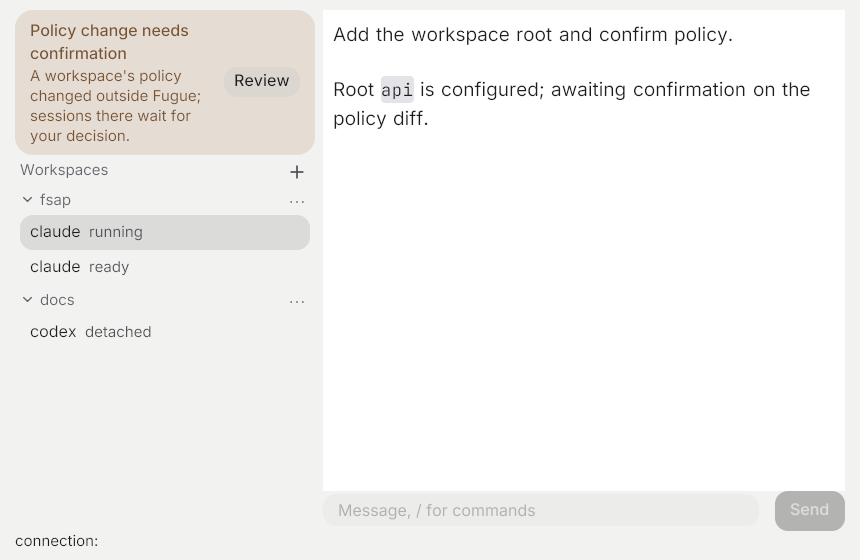 Policy change needs
confirmation
A workspace's policy
changed outside Fugue;
sessions there wait for
your decision.
Review
Workspaces
fsap
...
claude running
claude ready
docs
...
codex detached
connection:
Add the workspace root and confirm policy.
Root api is configured; awaiting confirmation on the
policy diff.
Message, / for commands
Send